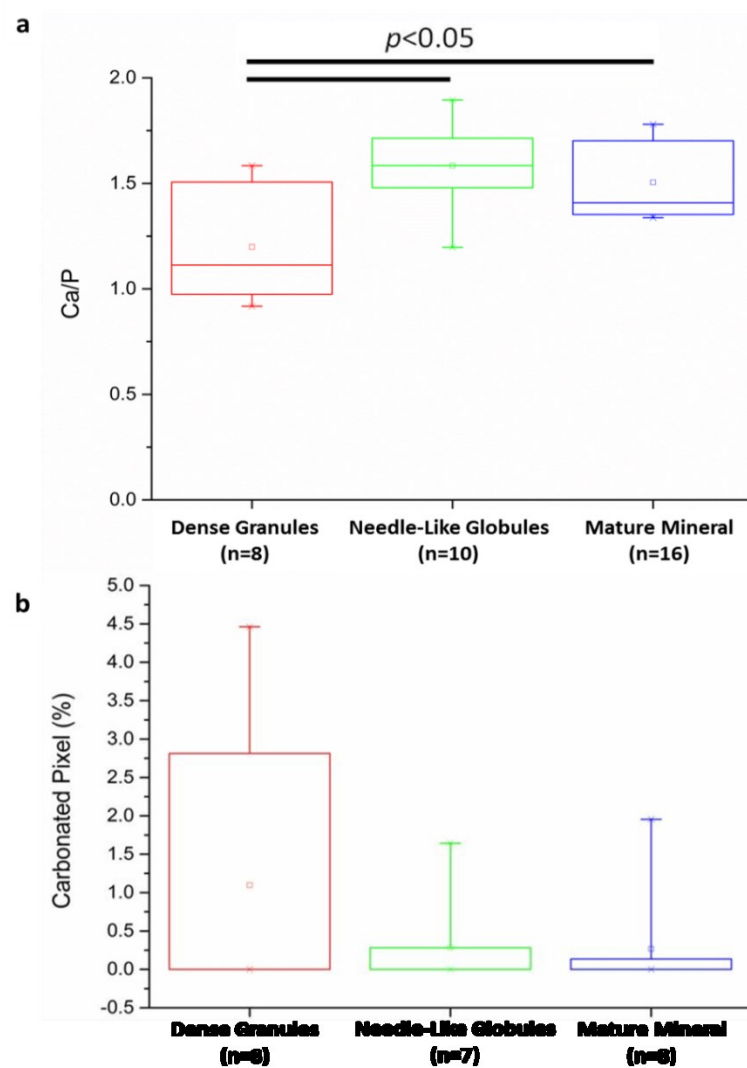 a
p<0.05
2.0
1.5
1.0
0.5
0.0
Ca/P
Dense Granules Needle-Like Globules Mature Mineral
(n=8) (n=10) (n=16)
b
5.0
4.5
4.0
3.5
3.0
2.5
2.0
1.5
1.0
0.5
0.0
-0.5
Carbonated Pixel (%)
Dense Granules Needle-Like Globules Mature Mineral
(n=7)